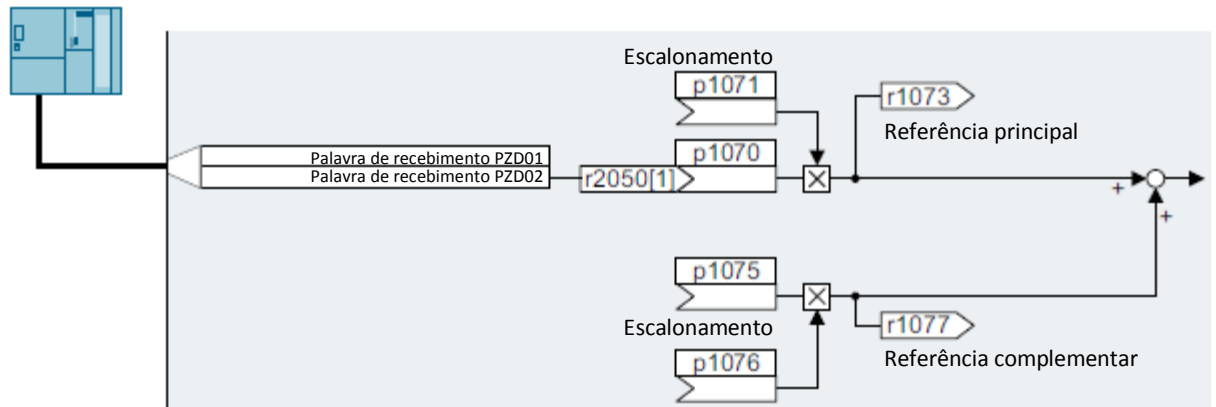 Escalonamento
p1071
r1073
Referência principal
Palavra de recebimento PZD01
p1070
Palavra de recebimento PZD02
r2050[1]
+
+
p1075
Escalonamento
r1077
Referência complementar
p1076